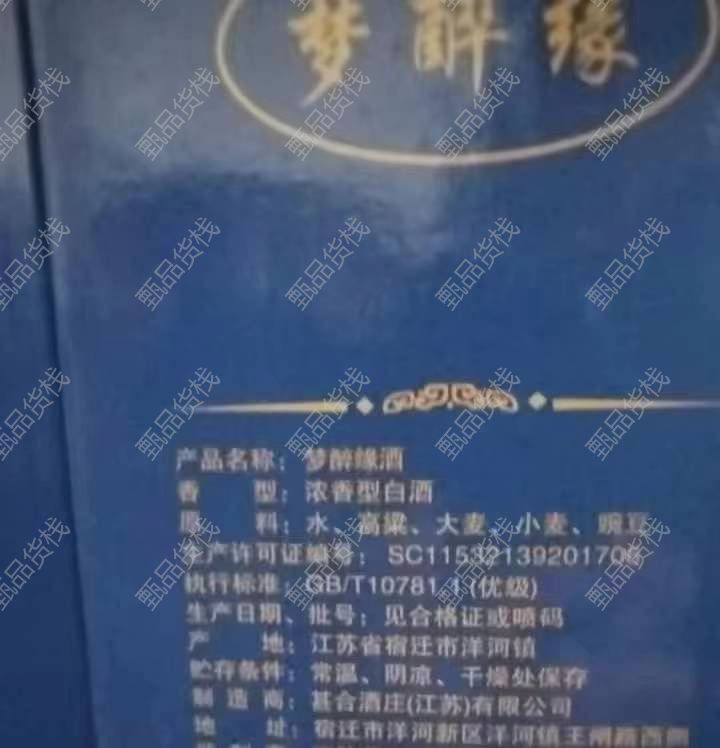 梦醉缘
产品名称：梦醉缘酒
香 型：浓香型白酒
原 料：水、高粱、大麦、小麦、豌豆
生产许可证编号：SC11532139201706
执行标准：GB/T10781.1(优级)
生产日期、批号：见合格证或喷码
产 地：江苏省宿迁市洋河镇
贮存条件：常温、阴凉、干燥处保存
制 造 商：甚合酒庄(江苏)有限公司
地 址：宿迁市洋河新区洋河镇王
甄品货栈